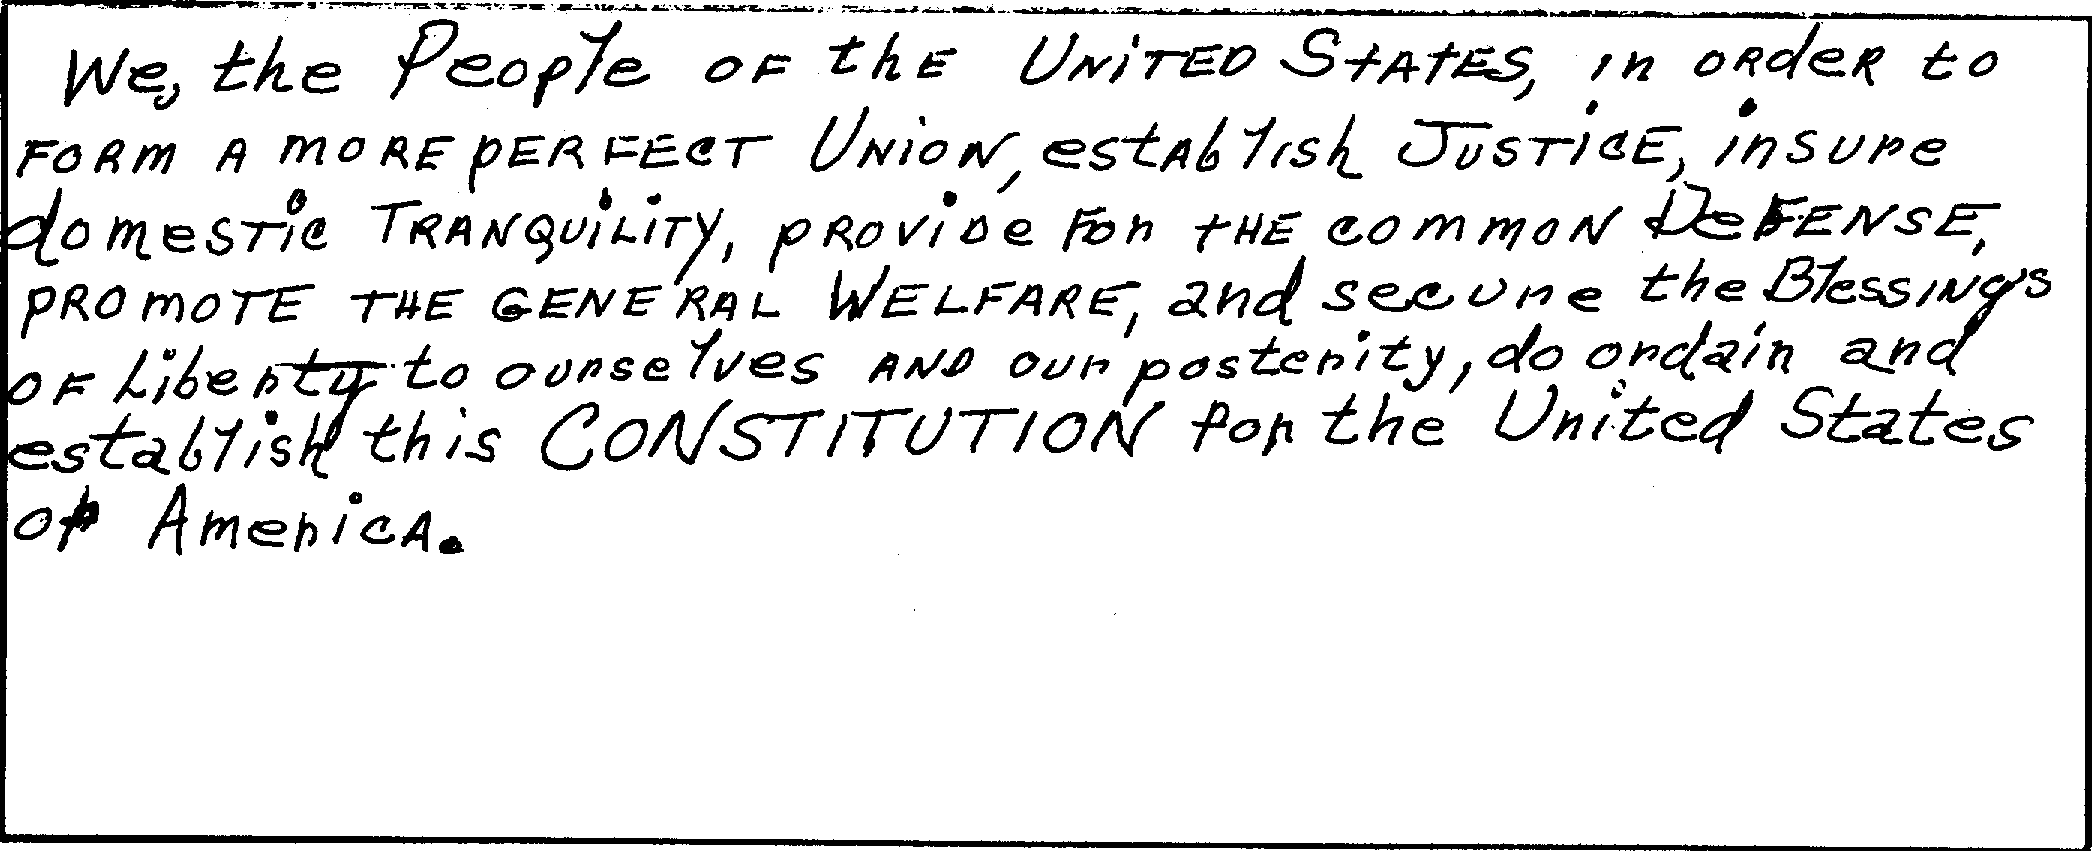 We, the People OF thE UNiTED StAtES, in ORdeR to
FORM A MORE pERFECT UNiON, estAblish JUSTiCE, insure
domesTic TRANQUiLiTY, pROViDe For tHE COMMON DeFENSE,
PROMOTE THE GENERAL WELFARE, and secure the BlessINgs
OF Liberty to ourselves AND our posterity, do ordain and
establish this CONSTITUTION for the United States
of AmericA.